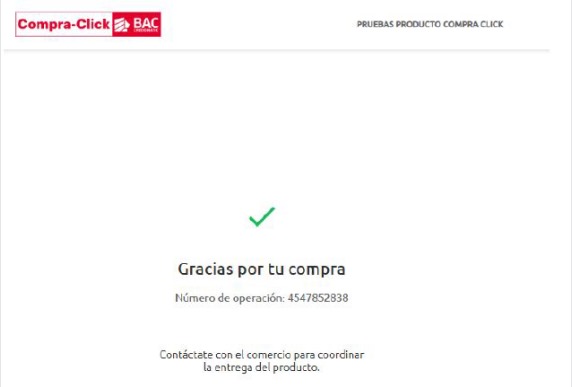 Compra-Click BAC
PRUEBAS PRODUCTO COMPRA CLICK
Gracias por tu compra
Número de operación: 4547852838
Contáctate con el comercio para coordinar
la entrega del producto.